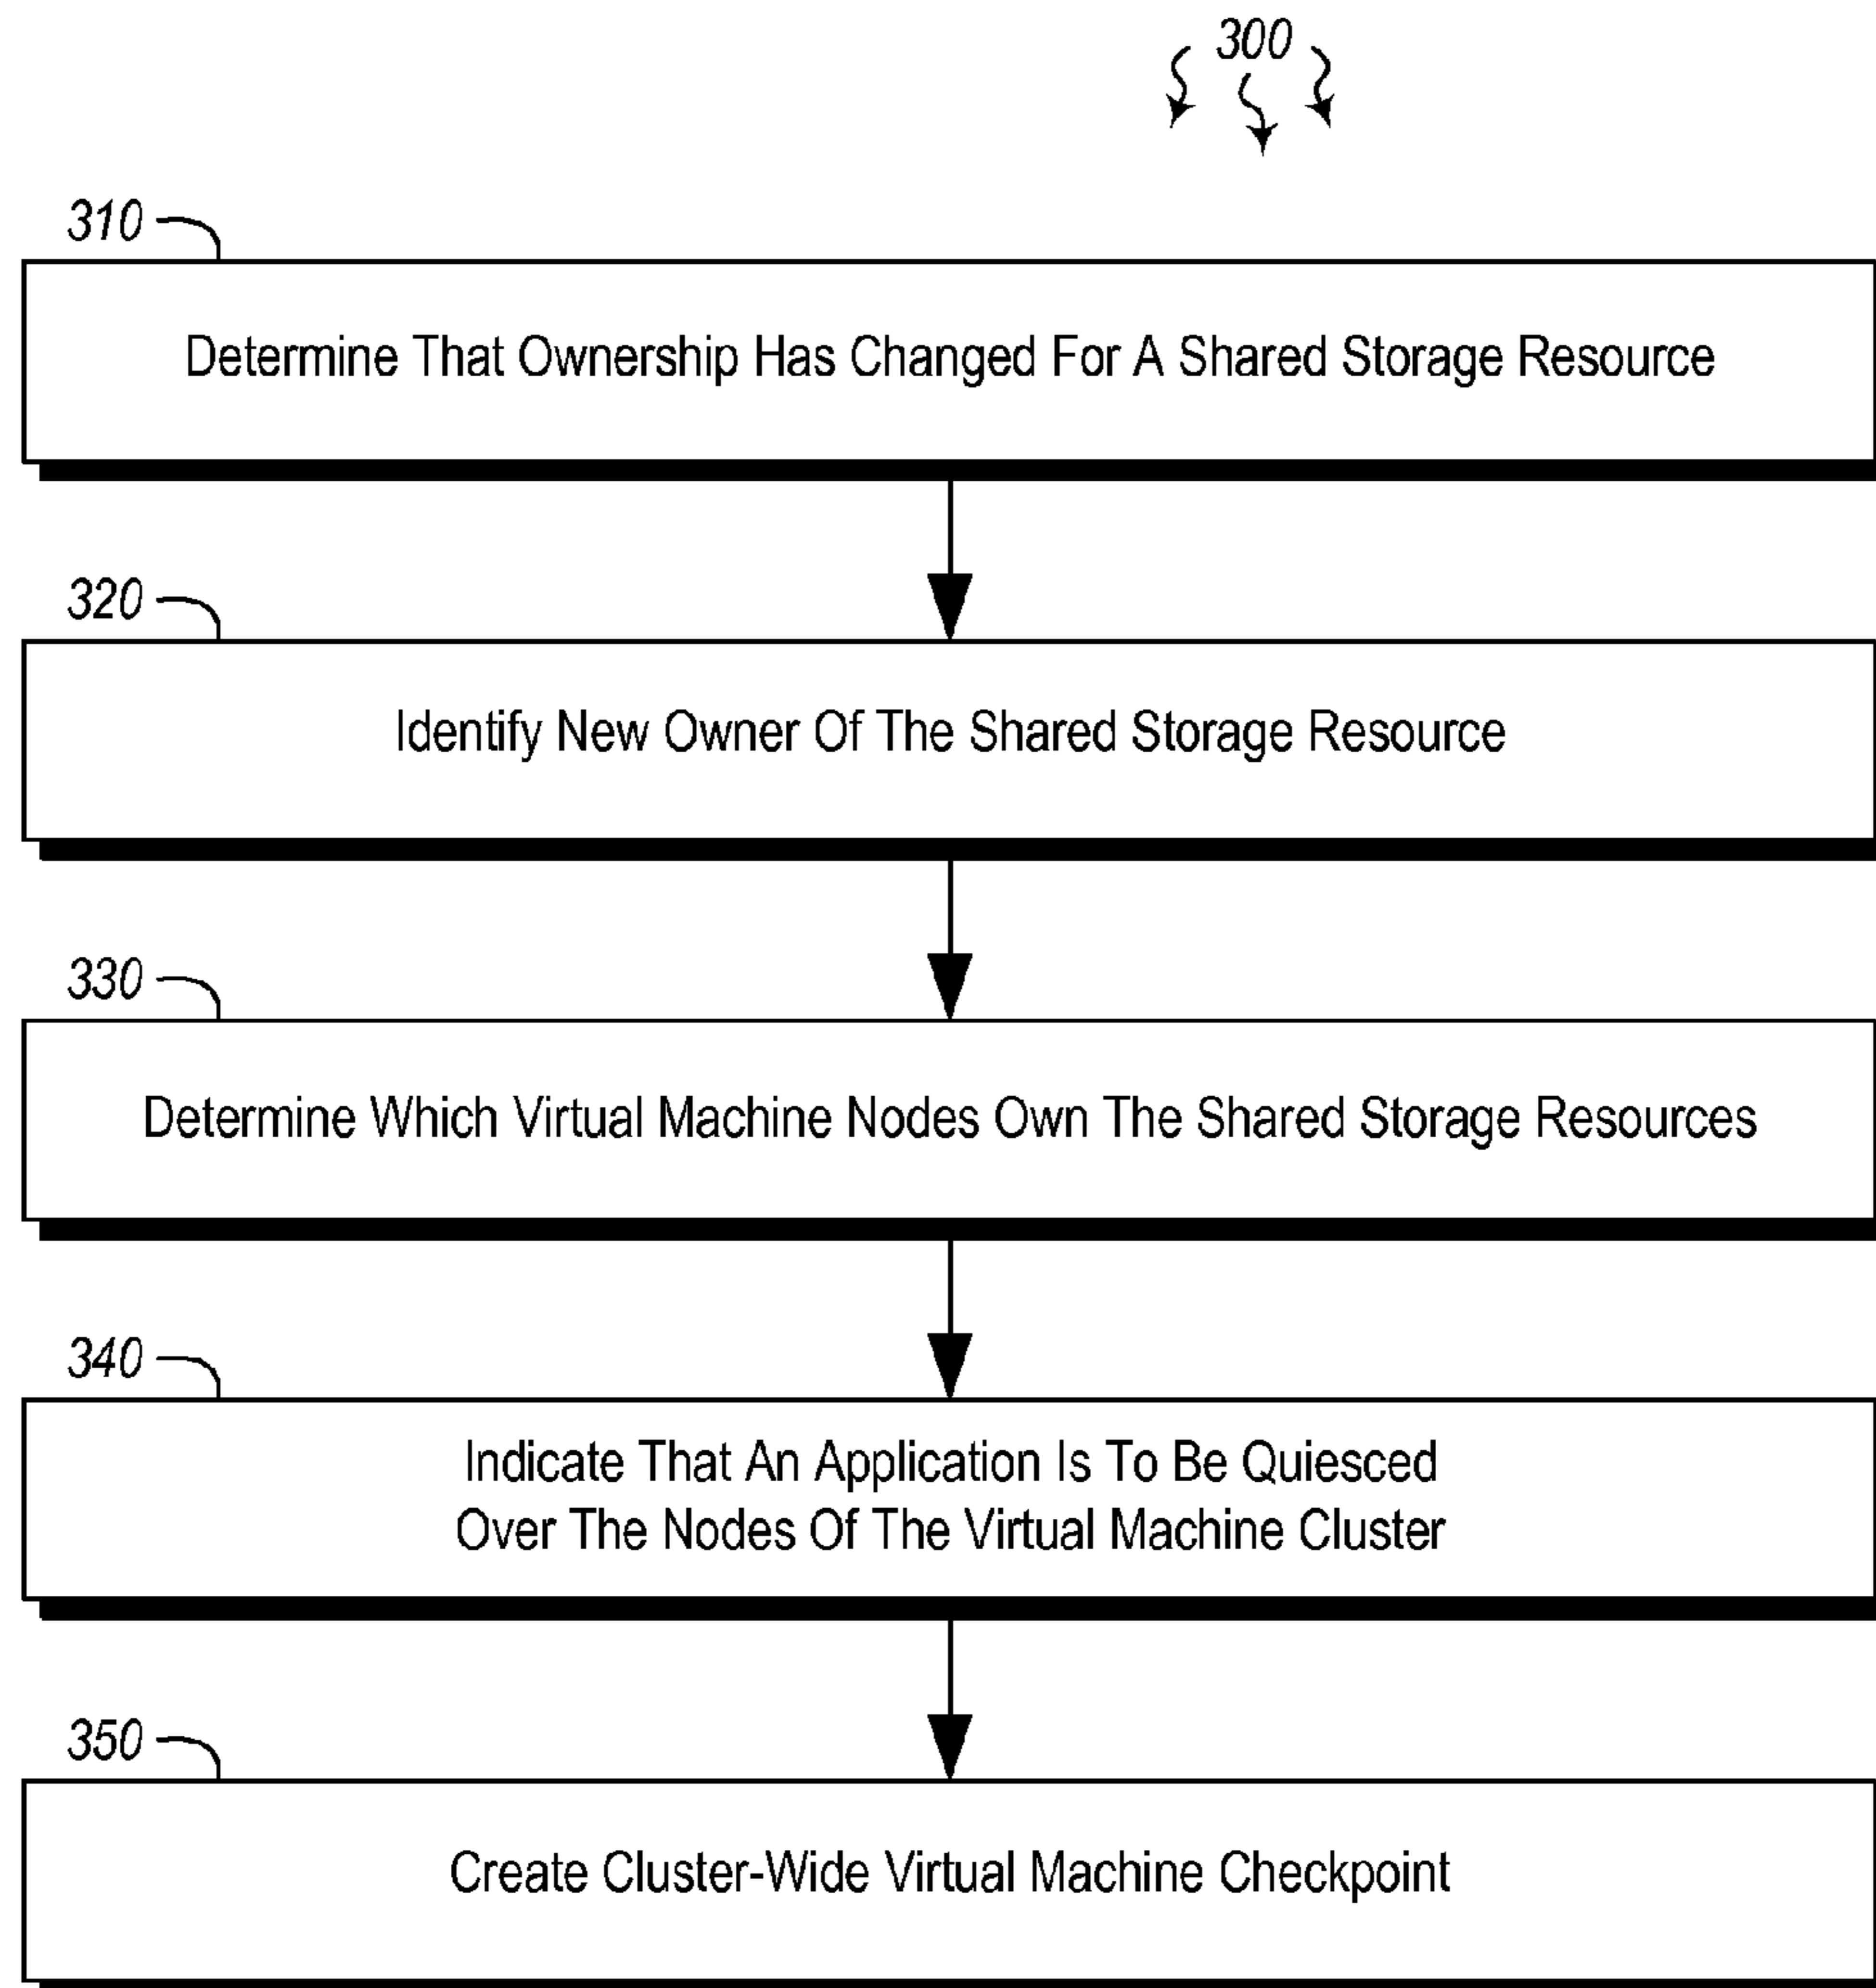 300
310
Determine That Ownership Has Changed For A Shared Storage Resource
320
Identify New Owner Of The Shared Storage Resource
330
Determine Which Virtual Machine Nodes Own The Shared Storage Resources
340
Indicate That An Application Is To Be Quiesced
Over The Nodes Of The Virtual Machine Cluster
350
Create Cluster-Wide Virtual Machine Checkpoint